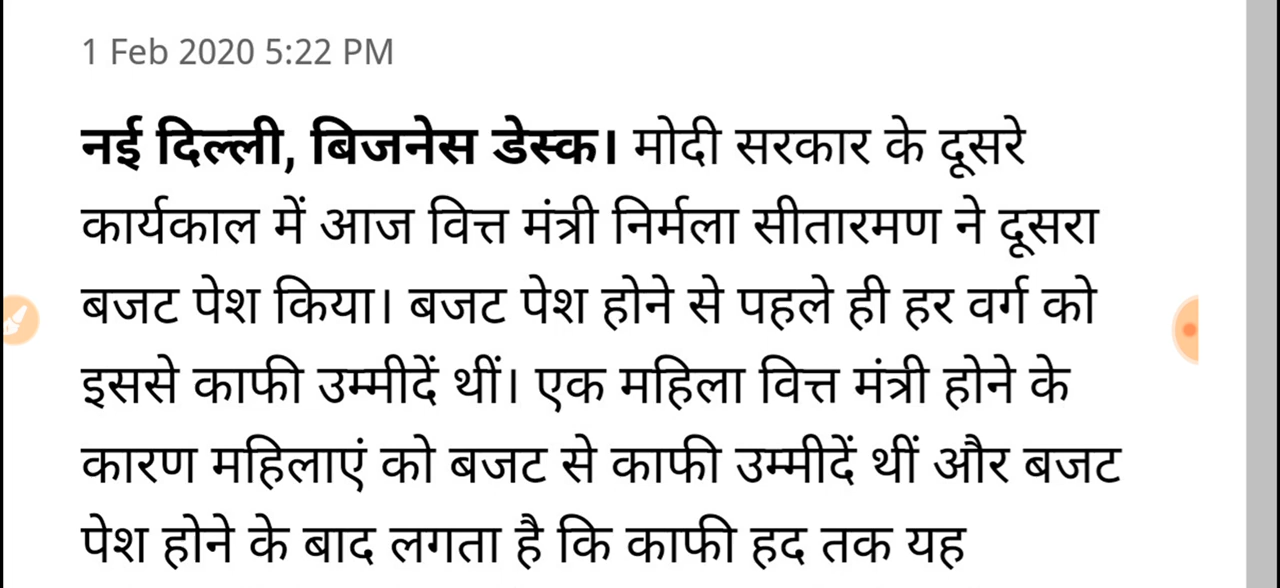 1 Feb 2020 5:22 PM
नई दिल्ली, बिजनेस डेस्क। मोदी सरकार के दूसरे
कार्यकाल में आज वित्त मंत्री निर्मला सीतारमण ने दूसरा
बजट पेश किया। बजट पेश होने से पहले ही हर वर्ग को
इससे काफी उम्मीदें थीं। एक महिला वित्त मंत्री होने के
कारण महिलाएं को बजट से काफी उम्मीदें थीं और बजट
पेश होने के बाद लगता है कि काफी हद तक यह